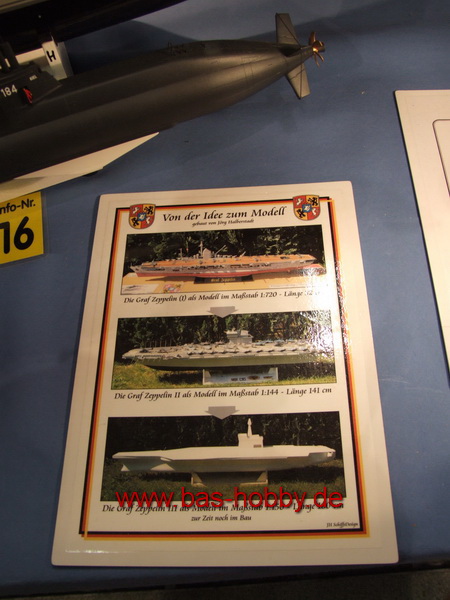 184
H
nfo-Nr.
16
Von der Idee zum Modell
gebaut von Jörg Halberstadt
Die Graf Zeppelin (I) als Modell im Maßstab 1:720 - Länge
Die Graf Zeppelin II als Modell im Maßstab 1:144 - Länge 141 cm
www.bas-hobby.de
Die Graf Zeppelin III als Modell im Maßstab Länge cm
zur Zeit noch im Bau